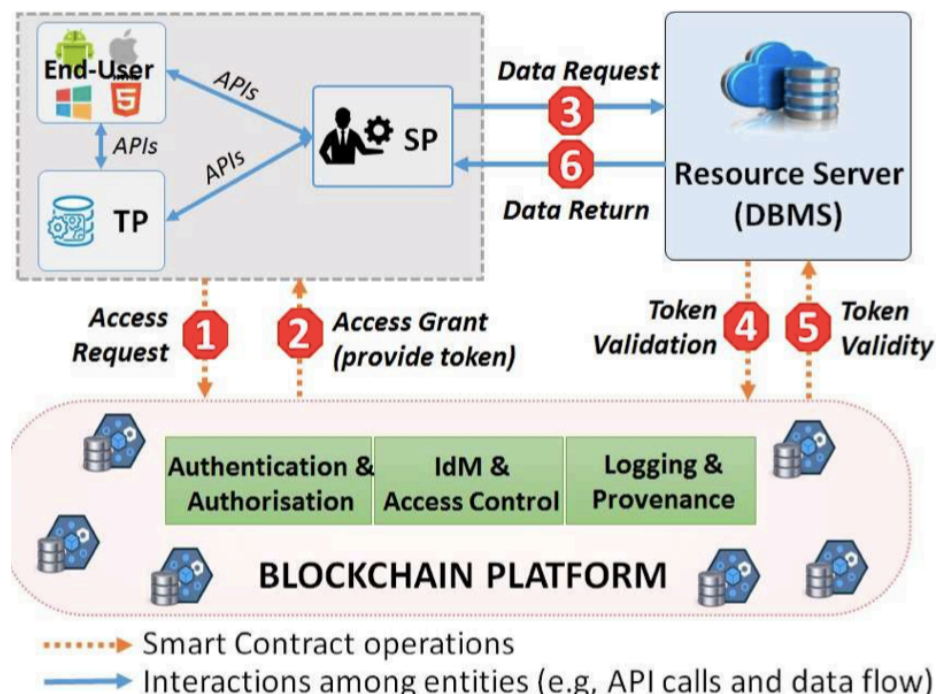 End-User
APIs
APIs
APIs
TP
SP
Data Request
3
6
Data Return
Resource Server
(DBMS)
Access
Request
1
2
Access Grant
(provide token)
Token
Validation
4
5
Token
Validity
Authentication &
Authorisation
IdM &
Access Control
Logging &
Provenance
BLOCKCHAIN PLATFORM
Smart Contract operations
Interactions among entities (e.g, API calls and data flow)